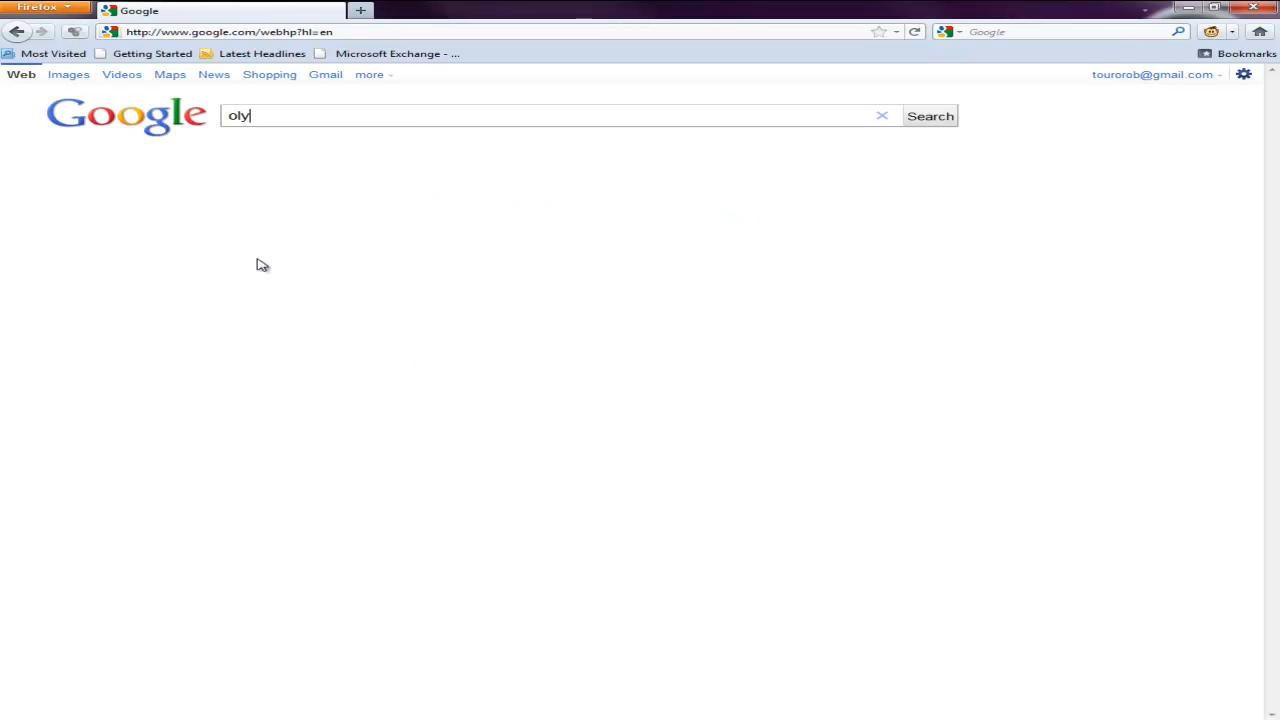 Firefox
Google
http://www.google.com/webhp?hl=en
Google
Most Visited Getting Started Latest Headlines Microsoft Exchange - ...
Bookmarks
Web Images Videos Maps News Shopping Gmail more
tourorob@gmail.com
Google
oly
Search